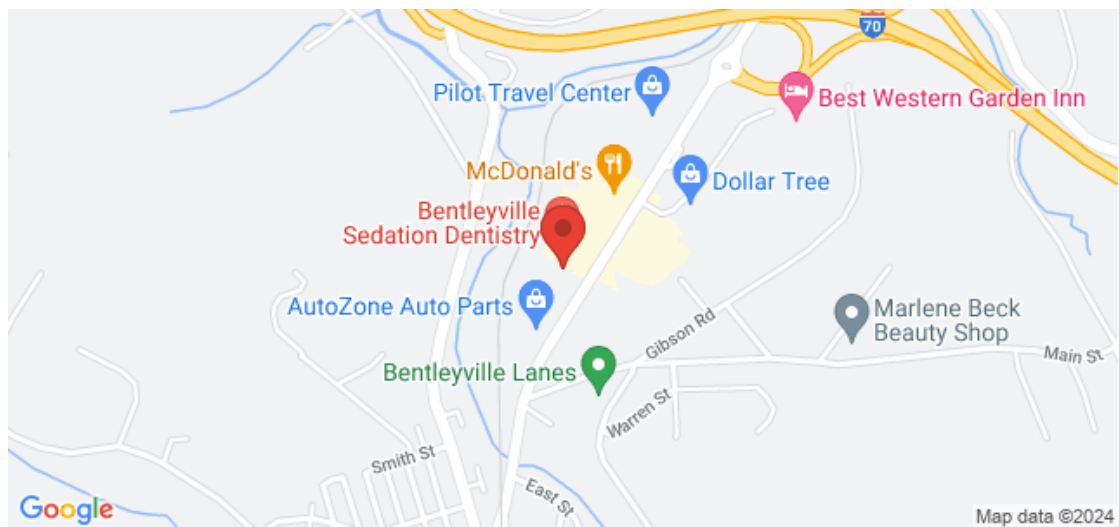 70
Pilot Travel Center
Best Western Garden Inn
McDonald's
Dollar Tree
Bentleyville
Sedation Dentistry
AutoZone Auto Parts
Marlene Beck
Beauty Shop
Gibson Rd
Main St
Bentleyville Lanes
Warren St
Smith St
East St
Google
Map data ©2024